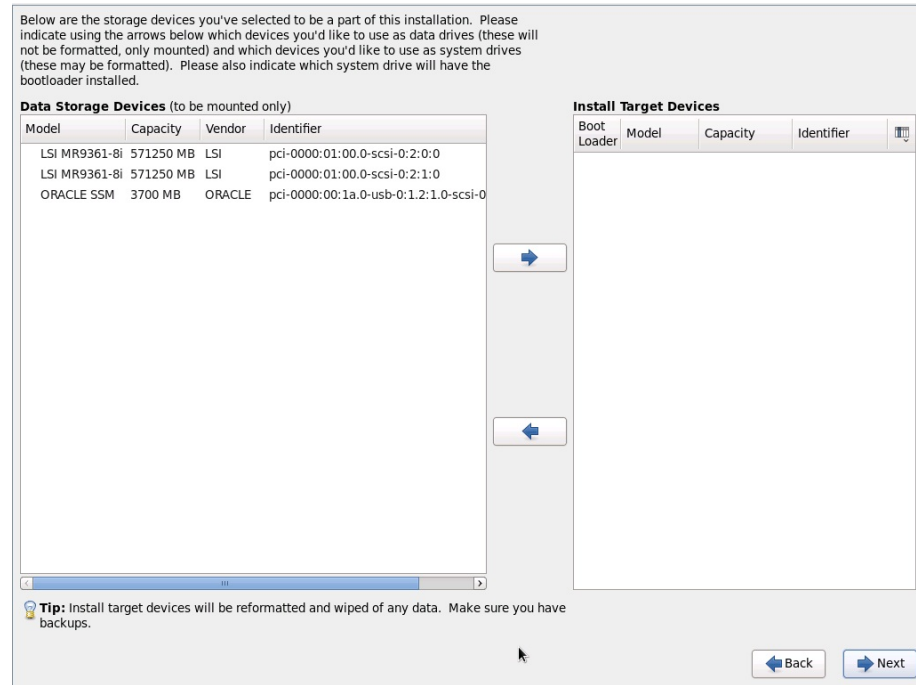 Below are the storage devices you've selected to be a part of this installation.  Please
indicate using the arrows below which devices you'd like to use as data drives (these will
not be formatted, only mounted) and which devices you'd like to use as system drives
(these may be formatted).  Please also indicate which system drive will have the
bootloader installed.
Data Storage Devices (to be mounted only)
Model Capacity Vendor Identifier
LSI MR9361-8i 571250 MB LSI pci-0000:01:00.0-scsi-0:2:0:0
LSI MR9361-8i 571250 MB LSI pci-0000:01:00.0-scsi-0:2:1:0
ORACLE SSM 3700 MB ORACLE pci-0000:00:1a.0-usb-0:1.2:1.0-scsi-0
Install Target Devices
Boot Loader Model Capacity Identifier
Tip: Install target devices will be reformatted and wiped of any data.  Make sure you have
backups.
Back
Next